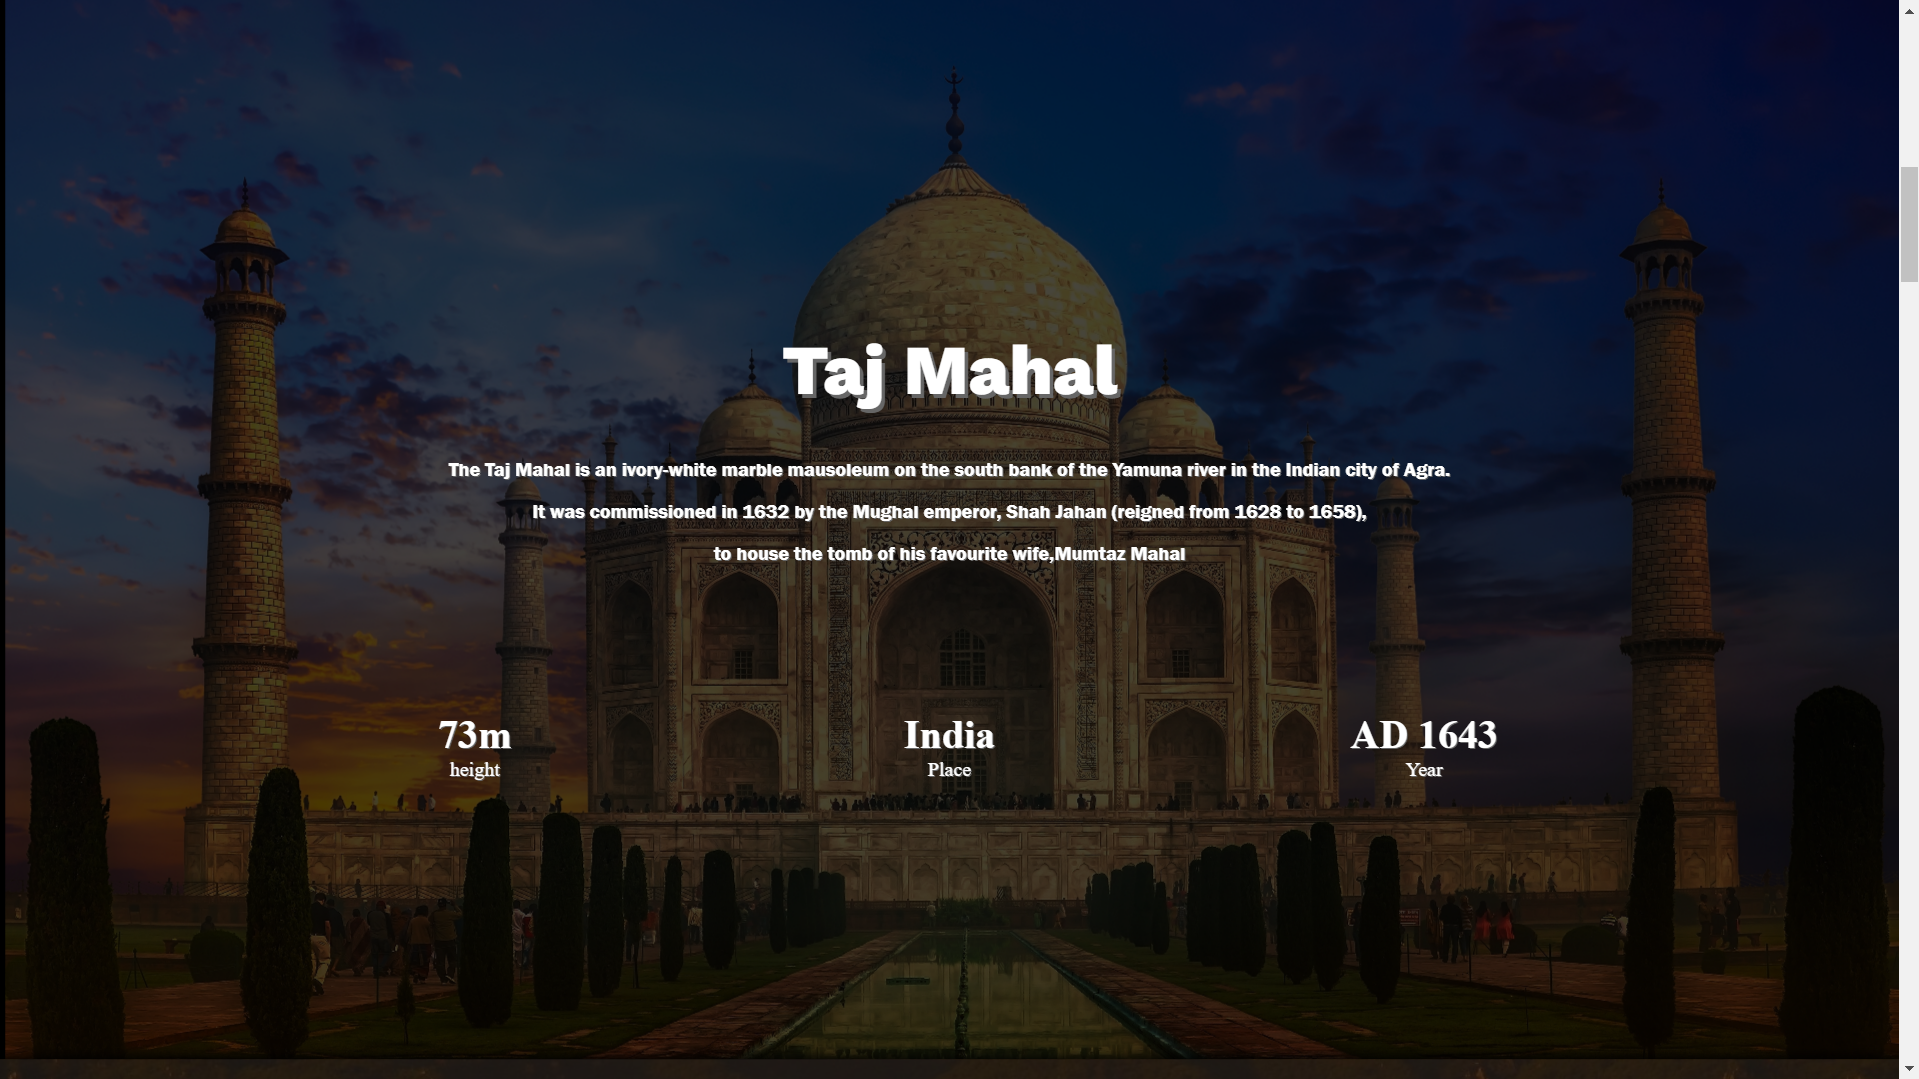 Taj Mahal
The Taj Mahal is an ivory-white marble mausoleum on the south bank of the Yamuna river in the Indian city of Agra.
It was commissioned in 1632 by the Mughal emperor, Shah Jahan (reigned from 1628 to 1658),
to house the tomb of his favourite wife,Mumtaz Mahal
73m
height
India
Place
AD 1643
Year